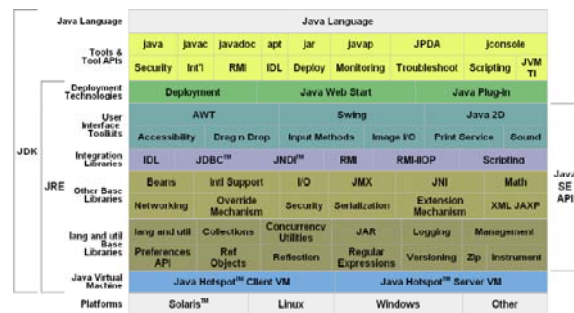 Java Language Java Language
Tools & Tool APIs
java javac javadoc apt jar javap JPDA jconsole
Security Int'l RMI IDL Deploy Monitoring Troubleshoot Scripting JVM TI
Deployment Technologies
Deployment Java Web Start Java Plug-in
User Interface Toolkits
AWT Swing Java 2D
Accessibility Drag n Drop Input Methods Image I/O Print Service Sound
Integration Libraries
IDL JDBC™ JNDI™ RMI RMI-IIOP Scripting
JDK
JRE
Java SE API
Other Base Libraries
Beans Intl Support I/O JMX JNI Math
Networking Override Mechanism Security Serialization Extension Mechanism XML JAXP
lang and util Base Libraries
lang and util Collections Concurrency Utilities JAR Logging Management
Preferences API Ref Objects Reflection Regular Expressions Versioning Zip Instrument
Java Virtual Machine
Java Hotspot™ Client VM Java Hotspot™ Server VM
Platforms Solaris™ Linux Windows Other